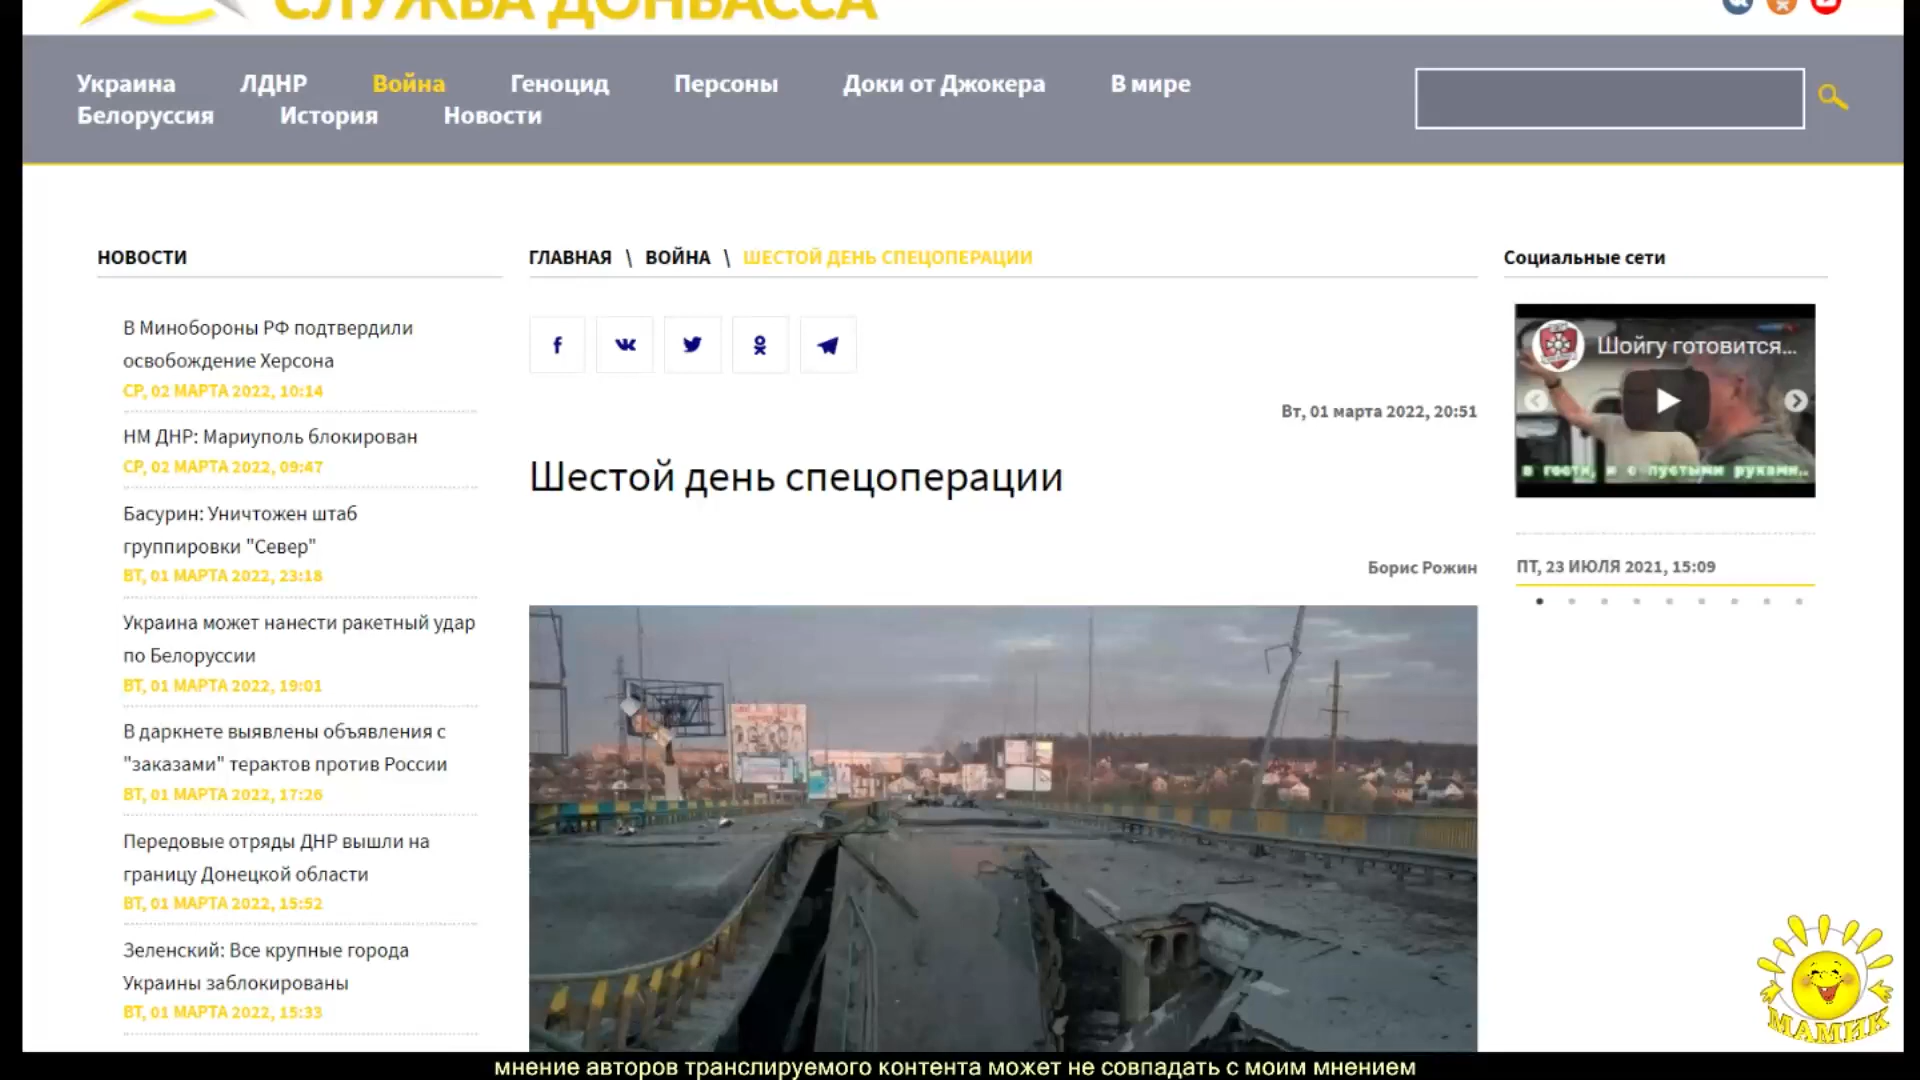 СЛУЖБА ДОНБАССА
Украина ЛДНР Война Геноцид Персоны Доки от Джокера В мире
Белоруссия История Новости
НОВОСТИ
В Минобороны РФ подтвердили
освобождение Херсона
СР, 02 МАРТА 2022, 10:14
НМ ДНР: Мариуполь блокирован
СР, 02 МАРТА 2022, 09:47
Басурин: Уничтожен штаб
группировки "Север"
ВТ, 01 МАРТА 2022, 23:18
Украина может нанести ракетный удар
по Белоруссии
ВТ, 01 МАРТА 2022, 19:01
В даркнете выявлены объявления с
"заказами" терактов против России
ВТ, 01 МАРТА 2022, 17:26
Передовые отряды ДНР вышли на
границу Донецкой области
ВТ, 01 МАРТА 2022, 15:52
Зеленский: Все крупные города
Украины заблокированы
ВТ, 01 МАРТА 2022, 15:33
ГЛАВНАЯ \ ВОЙНА \ ШЕСТОЙ ДЕНЬ СПЕЦОПЕРАЦИИ
Вт, 01 марта 2022, 20:51
Шестой день спецоперации
Борис Рожин
Социальные сети
Шойгу готовится...
в гости, и с пустыми руками..
ПТ, 23 ИЮЛЯ 2021, 15:09
МАМИК
мнение авторов транслируемого контента может не совпадать с моим мнением